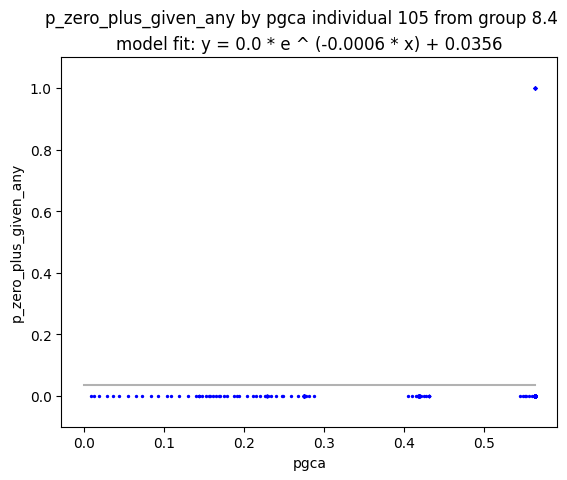 p_zero_plus_given_any by pgca individual 105 from group 8.4
model fit: y = 0.0 * e ^ (-0.0006 * x) + 0.0356
1.0
0.8
0.6
0.4
0.2
0.0
p_zero_plus_given_any
0.0 0.1 0.2 0.3 0.4 0.5
pgca